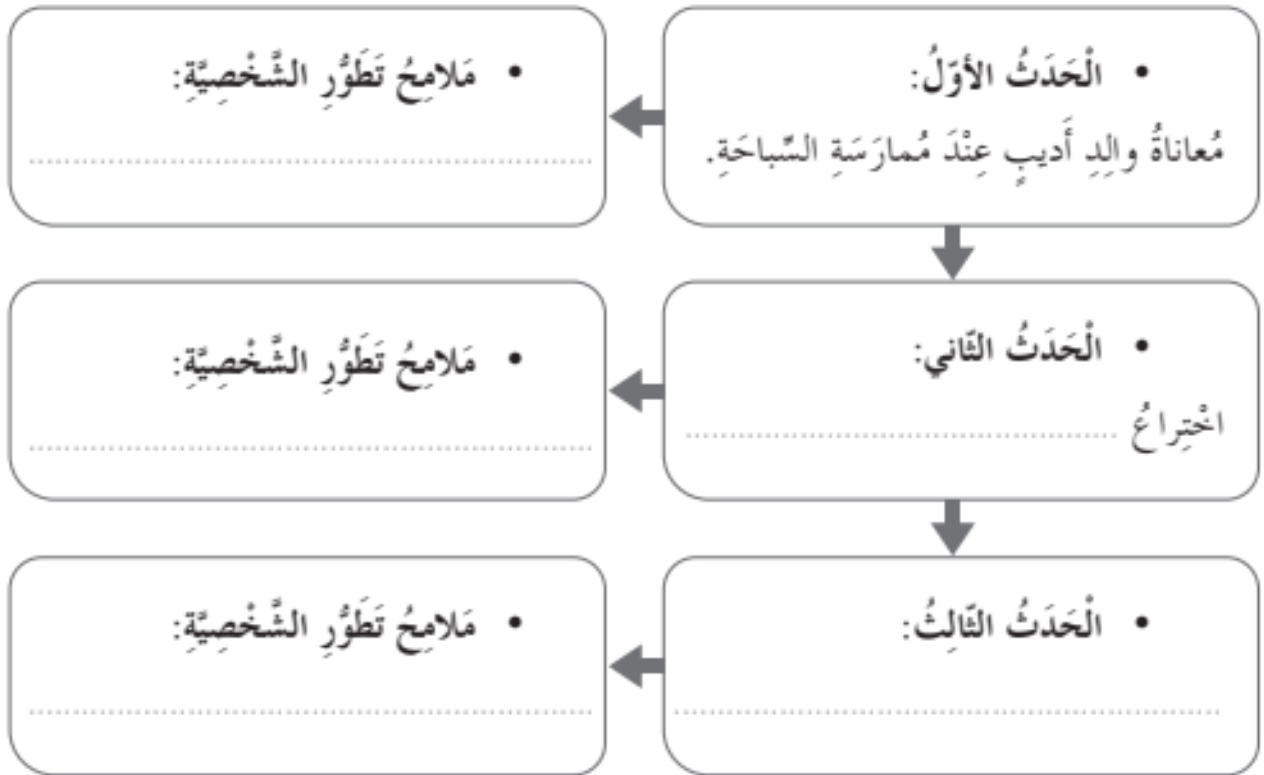 • الْحَدَثُ الأوّلُ:
مُعاناةُ والِدِ أَديبٍ عِنْدَ مُمارَسَةِ السِّباحَةِ.
• مَلامِحُ تَطَوُّرِ الشَّخْصِيَّةِ:
• الْحَدَثُ الثّاني:
اخْتِراعُ
• مَلامِحُ تَطَوُّرِ الشَّخْصِيَّةِ:
• الْحَدَثُ الثّالِثُ:
• مَلامِحُ تَطَوُّرِ الشَّخْصِيَّةِ: